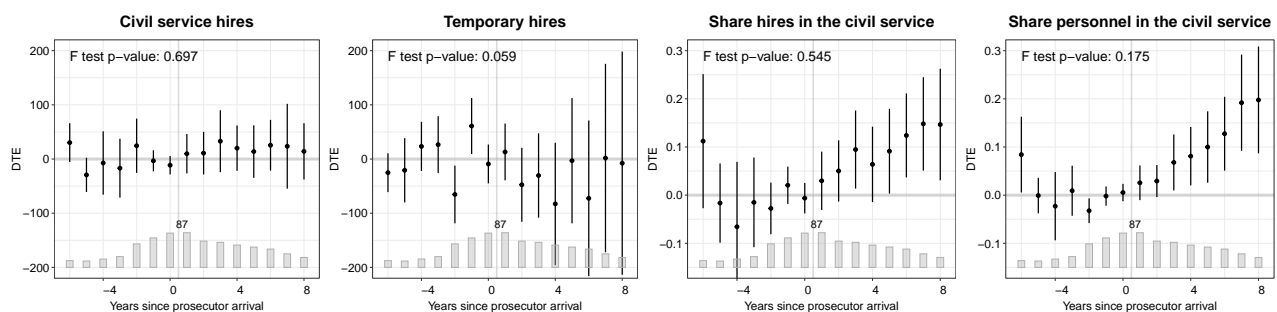 Civil service hires
F test p−value: 0.697
DTE
200
100
0
−100
−200
87
−4
0
4
8
Years since prosecutor arrival
Temporary hires
F test p−value: 0.059
DTE
200
100
0
−100
−200
87
−4
0
4
8
Years since prosecutor arrival
Share hires in the civil service
F test p−value: 0.545
DTE
0.3
0.2
0.1
0.0
−0.1
87
−4
0
4
8
Years since prosecutor arrival
Share personnel in the civil service
F test p−value: 0.175
DTE
0.3
0.2
0.1
0.0
−0.1
87
−4
0
4
8
Years since prosecutor arrival